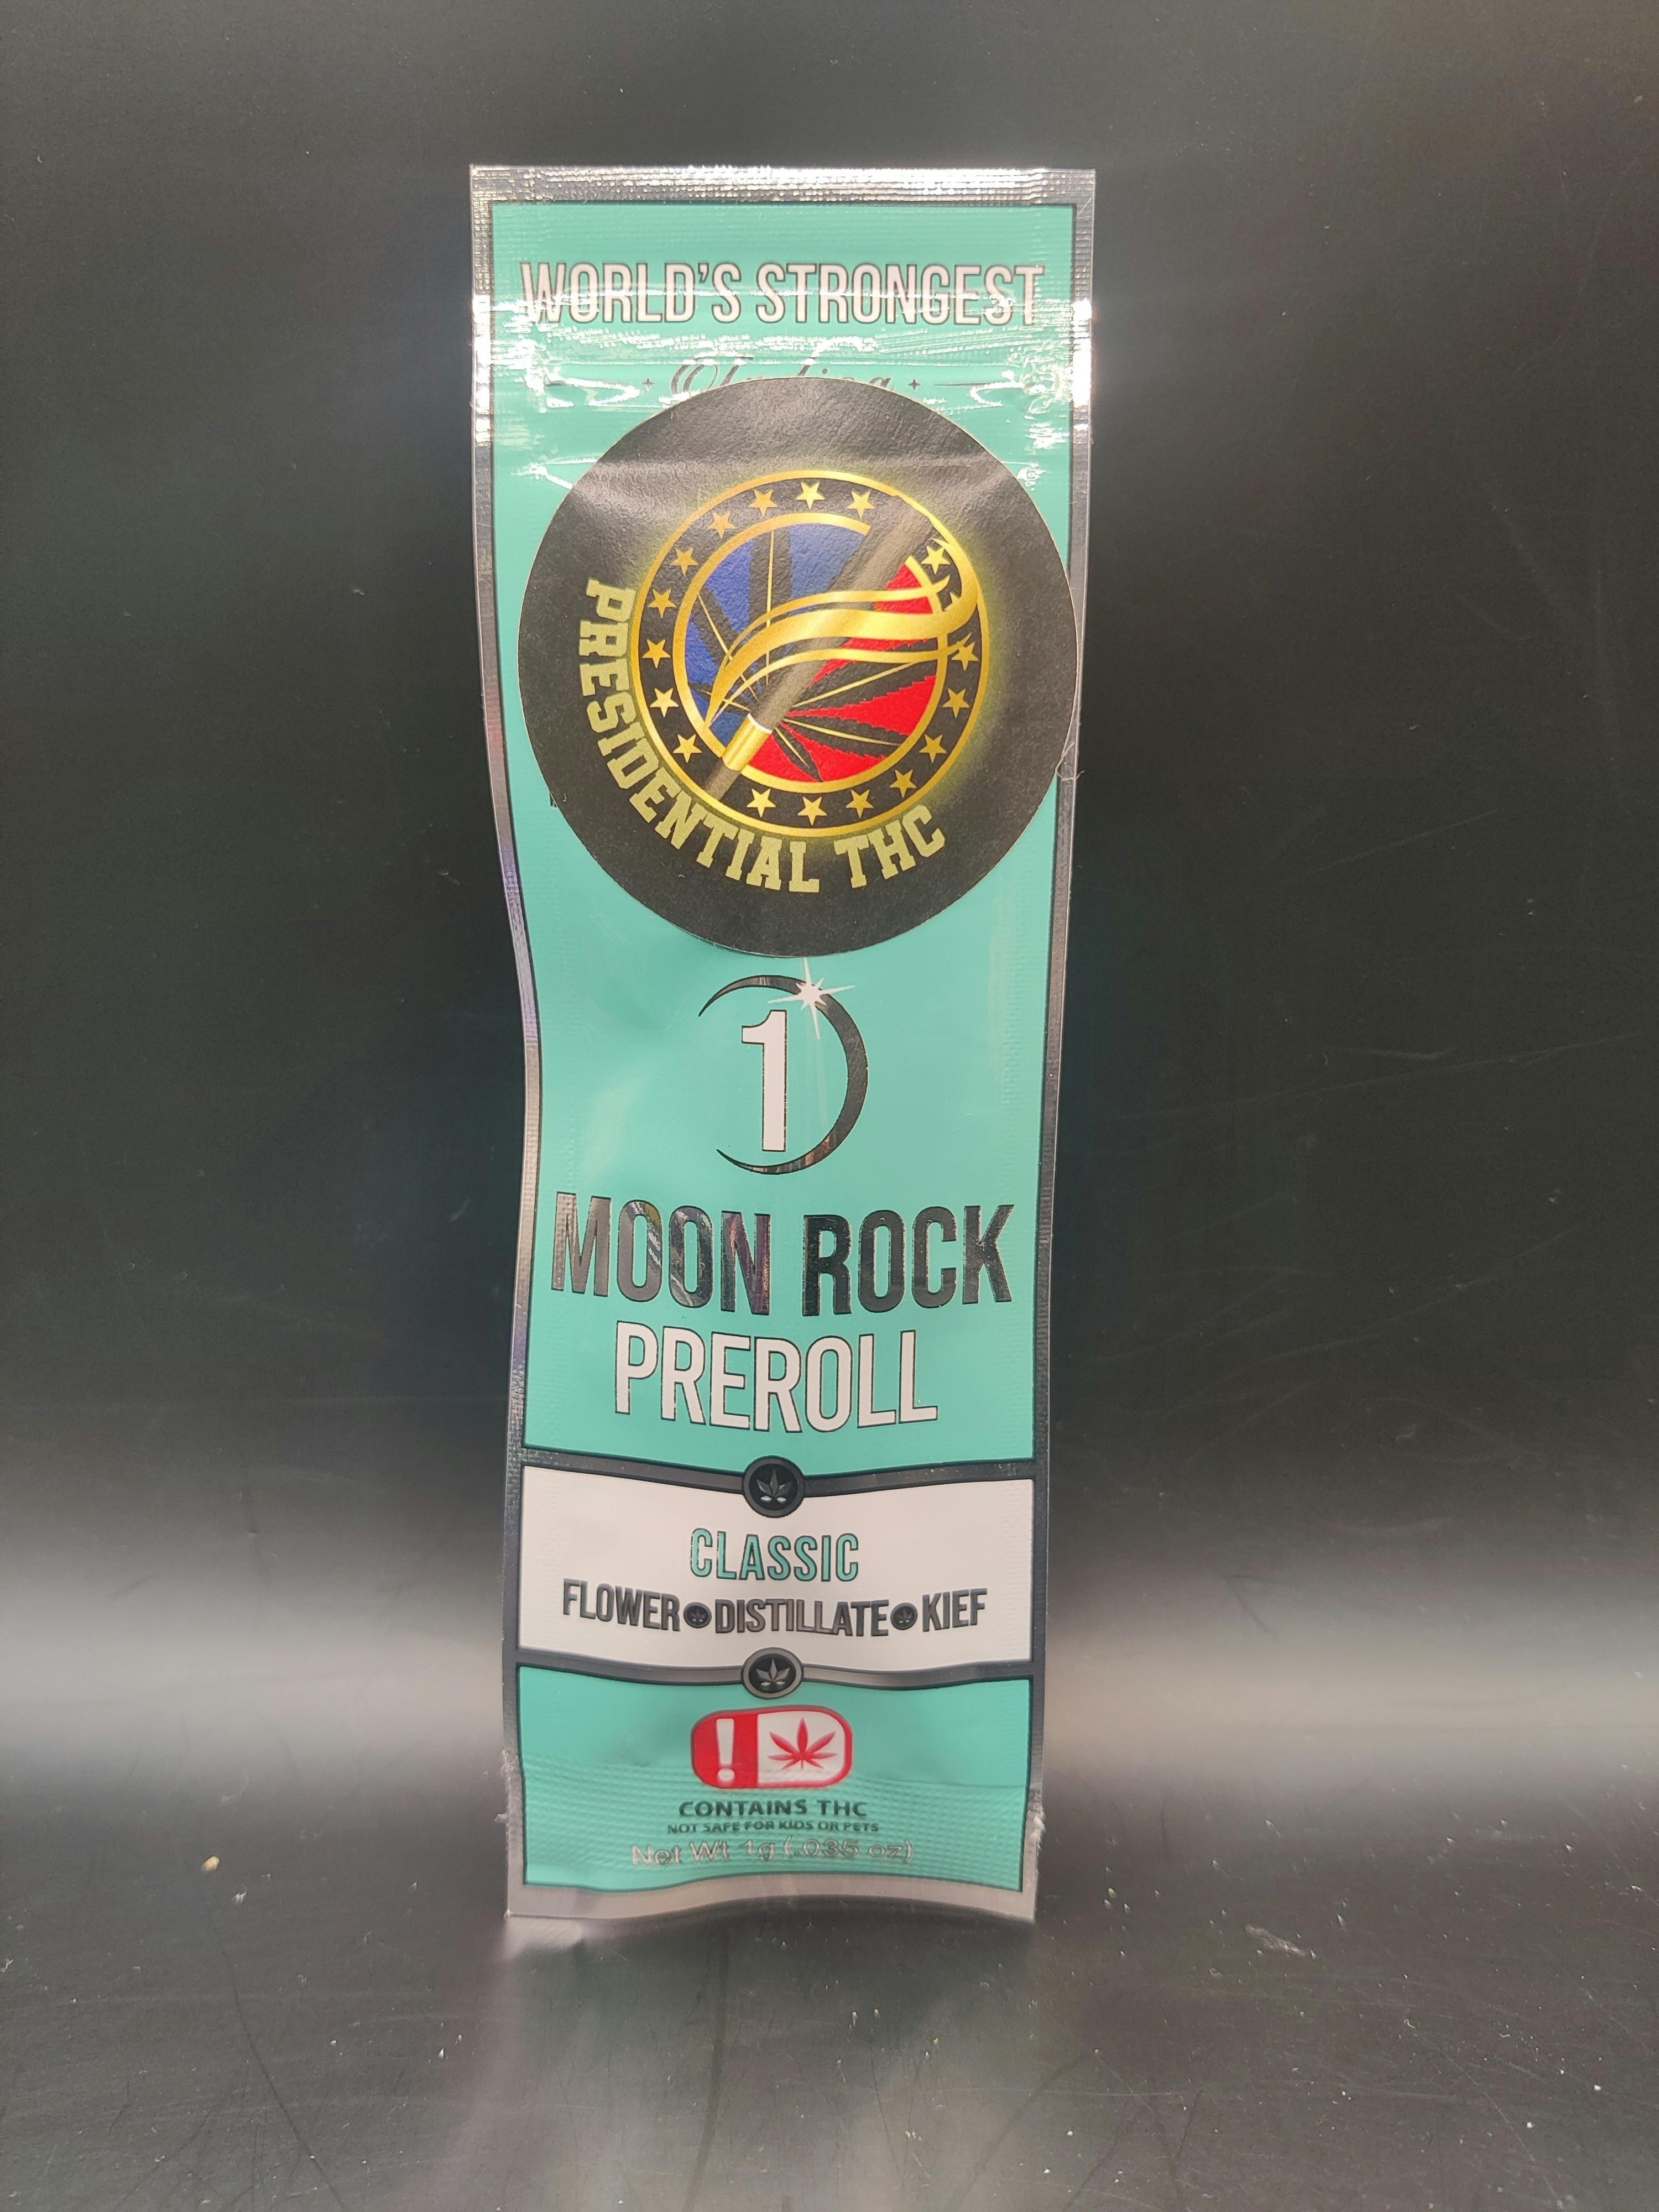 WORLD'S STRONGEST
PRESIDENTIAL THC
1
MOON ROCK
PREROLL
CLASSIC
FLOWER DISTILLATE KIEF
!
CONTAINS THC
NOT SAFE FOR KIDS OR PETS
Net Wt 1g (.035 oz)